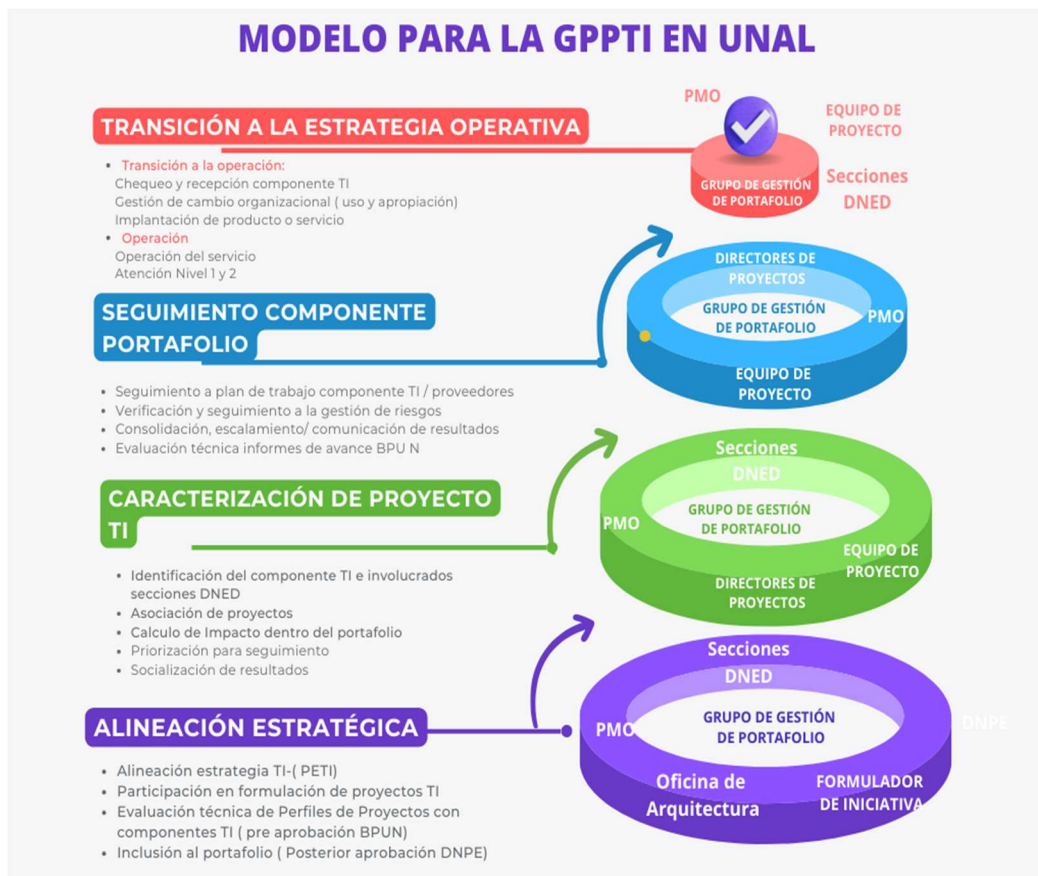 MODELO PARA LA GPPTI EN UNAL
TRANSICIÓN A LA ESTRATEGIA OPERATIVA
• Transición a la operación:
Chequeo y recepción componente TI
Gestión de cambio organizacional ( uso y apropiación)
Implantación de producto o servicio
• Operación
Operación del servicio
Atención Nivel 1 y 2
PMO
EQUIPO DE
PROYECTO
GRUPO DE GESTIÓN
DE PORTAFOLIO
Secciones
DNED
SEGUIMIENTO COMPONENTE
PORTAFOLIO
• Seguimiento a plan de trabajo componente TI / proveedores
• Verificación y seguimiento a la gestión de riesgos
• Consolidación, escalamiento/ comunicación de resultados
• Evaluación técnica informes de avance BPU N
DIRECTORES DE
PROYECTOS
GRUPO DE GESTIÓN
DE PORTAFOLIO
PMO
EQUIPO DE
PROYECTO
CARACTERIZACIÓN DE PROYECTO
TI
• Identificación del componente TI e involucrados
secciones DNED
• Asociación de proyectos
• Calculo de Impacto dentro del portafolio
• Priorización para seguimiento
• Socialización de resultados
Secciones
DNED
GRUPO DE GESTIÓN
DE PORTAFOLIO
PMO
EQUIPO DE
PROYECTO
DIRECTORES DE
PROYECTOS
ALINEACIÓN ESTRATÉGICA
• Alineación estrategia TI-( PETI)
• Participación en formulación de proyectos TI
• Evaluación técnica de Perfiles de Proyectos con
componentes TI ( pre aprobación BPUN)
• Inclusión al portafolio ( Posterior aprobación DNPE)
Secciones
DNED
GRUPO DE GESTIÓN
DE PORTAFOLIO
PMO
DNPE
Oficina de
Arquitectura
FORMULADOR
DE INICIATIVA